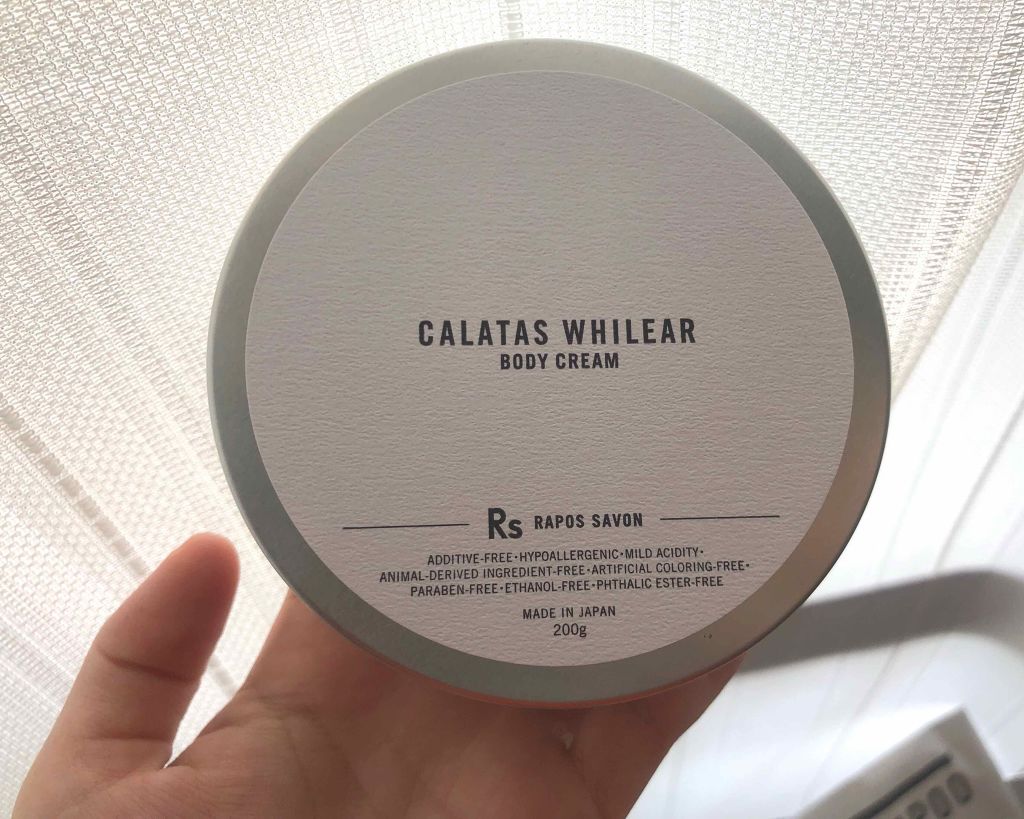 CALATAS WHILEAR
BODY CREAM
Rs RAPOS SAVON
ADDITIVE-FREE・HYPOALLERGENIC・MILD ACIDITY・
ANIMAL-DERIVED INGREDIENT-FREE・ARTIFICIAL COLORING-FREE・
PARABEN-FREE・ETHANOL-FREE・PHTHALIC ESTER-FREE
MADE IN JAPAN
200g